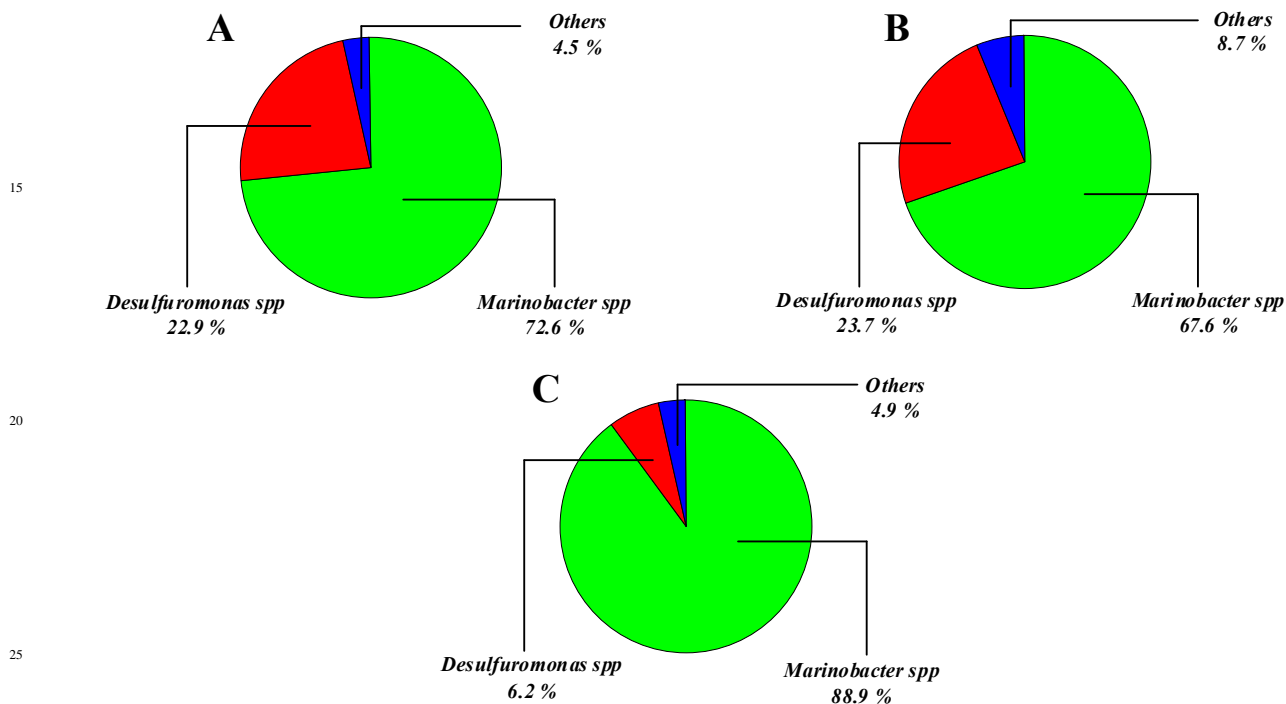 A
Others
4.5 %
Desulfuromonas spp
22.9 %
Marinobacter spp
72.6 %
B
Others
8.7 %
Desulfuromonas spp
23.7 %
Marinobacter spp
67.6 %
15
C
Others
4.9 %
20
Desulfuromonas spp
6.2 %
Marinobacter spp
88.9 %
25